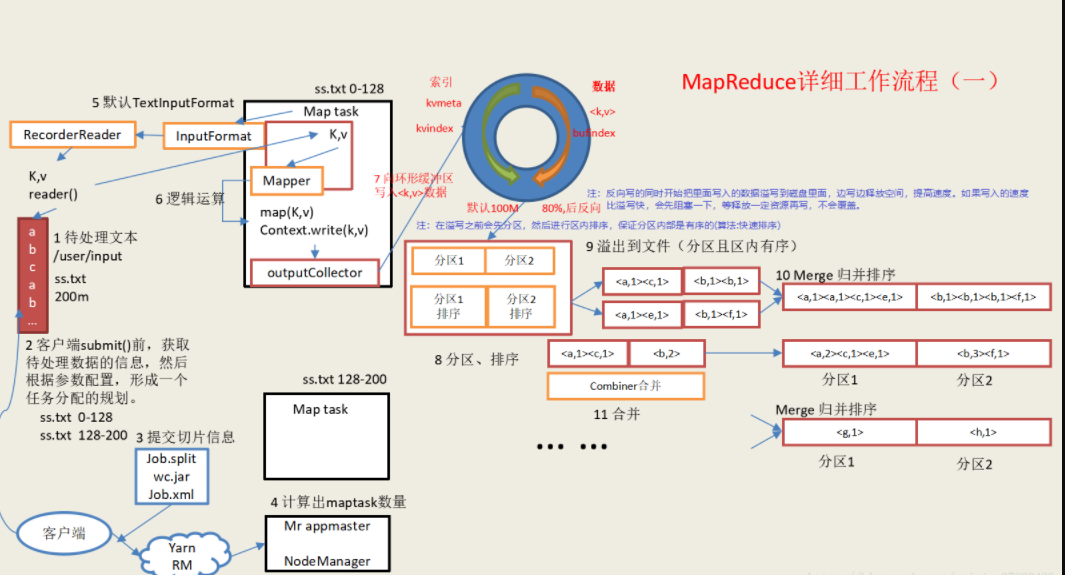 MapReduce详细工作流程（一）
ss.txt 0-128
5 默认TextInputFormat
Map task
RecorderReader
InputFormat
K,v
K,v
reader()
Mapper
6 逻辑运算
map(K,v)
Context.write(k,v)
outputCollector
索引
kvmeta
kvindex
数据
<k,v>
bufindex
7 向环形缓冲区
写入<k,v>数据
默认100M
80%,后反向
注：反向写的同时开始把里面写入的数据溢写到磁盘里面，边写边释放空间，提高速度。如果写入的速度
比溢写快，会先阻塞一下，等释放一定资源再写，不会覆盖。
注：在溢写之前会先分区，然后进行区内排序，保证分区内部是有序的(算法:快速排序)
a
b
c
a
b
...
1 待处理文本
/user/input
ss.txt
200m
2 客户端submit()前，获取
待处理数据的信息，然后
根据参数配置，形成一个
任务分配的规划。
ss.txt 0-128
ss.txt 128-200
3 提交切片信息
Job.split
wc.jar
Job.xml
客户端
Yarn
RM
ss.txt 128-200
Map task
4 计算出maptask数量
Mr appmaster
NodeManager
分区1
分区2
分区1
排序
分区2
排序
8 分区、排序
9 溢出到文件（分区且区内有序）
<a,1><c,1>
<b,1><b,1>
<a,1><e,1>
<b,1><f,1>
10 Merge 归并排序
<a,1><a,1><c,1><e,1>
<b,1><b,1><b,1><f,1>
<a,1><c,1>
<b,2>
Combiner合并
11 合并
<a,2><c,1><e,1>
<b,3><f,1>
分区1
分区2
... ...
Merge 归并排序
<g,1>
<h,1>
分区1
分区2